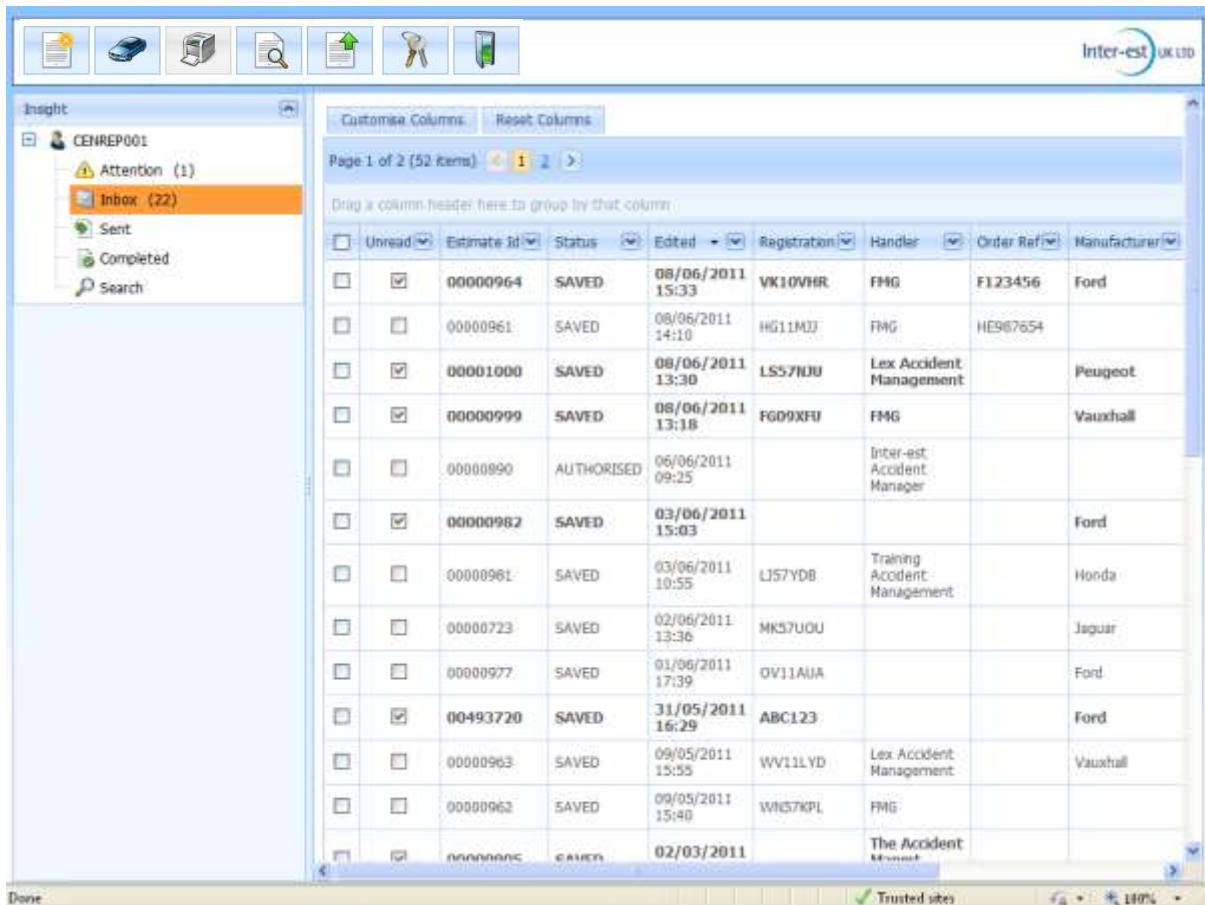 Inter-est UK LTD
Insight
CENREP001
Attention (1)
Inbox (22)
Sent
Completed
Search
Customise Columns Reset Columns
Page 1 of 2 (52 items) < 1 2 >
Drag a column header here to group by that column
Unread Estimate Id Status Edited Registration Handler Order Ref Manufacturer
00000964 SAVED 08/06/2011 15:33 VK10VHR FMG F123456 Ford
00000961 SAVED 08/06/2011 14:10 HG11MJJ FMG HE987654
00001000 SAVED 08/06/2011 13:30 LS57NJU Lex Accident Management Peugeot
00000999 SAVED 08/06/2011 13:18 FG09XFU FMG Vauxhall
00000890 AUTHORISED 06/06/2011 09:25 Inter-est Accident Manager
00000982 SAVED 03/06/2011 15:03 Ford
00000981 SAVED 03/06/2011 10:55 LJ57YDB Training Accident Management Honda
00000723 SAVED 02/06/2011 13:36 MK57UOU Jaguar
00000977 SAVED 01/06/2011 17:39 OV11AUA Ford
00493720 SAVED 31/05/2011 16:29 ABC123 Ford
00000963 SAVED 09/05/2011 15:55 WV11LYD Lex Accident Management Vauxhall
00000962 SAVED 09/05/2011 15:40 WN57KPL FMG
02/03/2011 The Accident
Done Trusted sites 100%